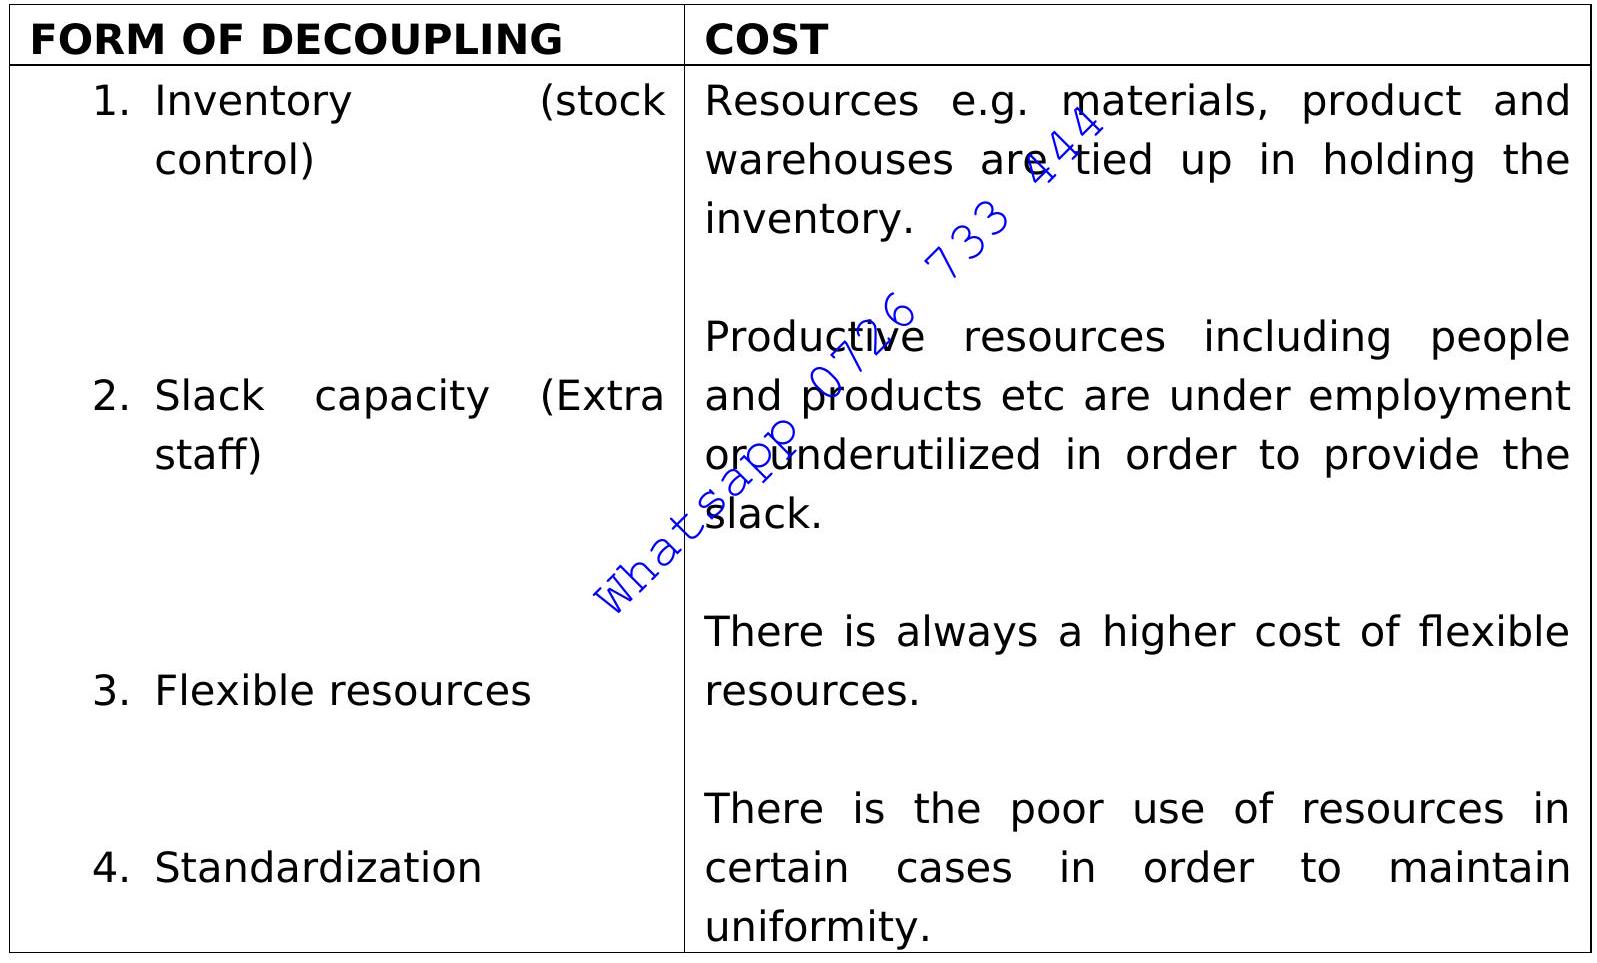 FORM OF DECOUPLING
COST
1. Inventory (stock
control)
2. Slack capacity (Extra
staff)
3. Flexible resources
4. Standardization
Resources e.g. materials, product and
warehouses are tied up in holding the
inventory.
Productive resources including people
and products etc are under employment
or underutilized in order to provide the
slack.
There is always a higher cost of flexible
resources.
There is the poor use of resources in
certain cases in order to maintain
uniformity.
Whatsapp 0726 733 444